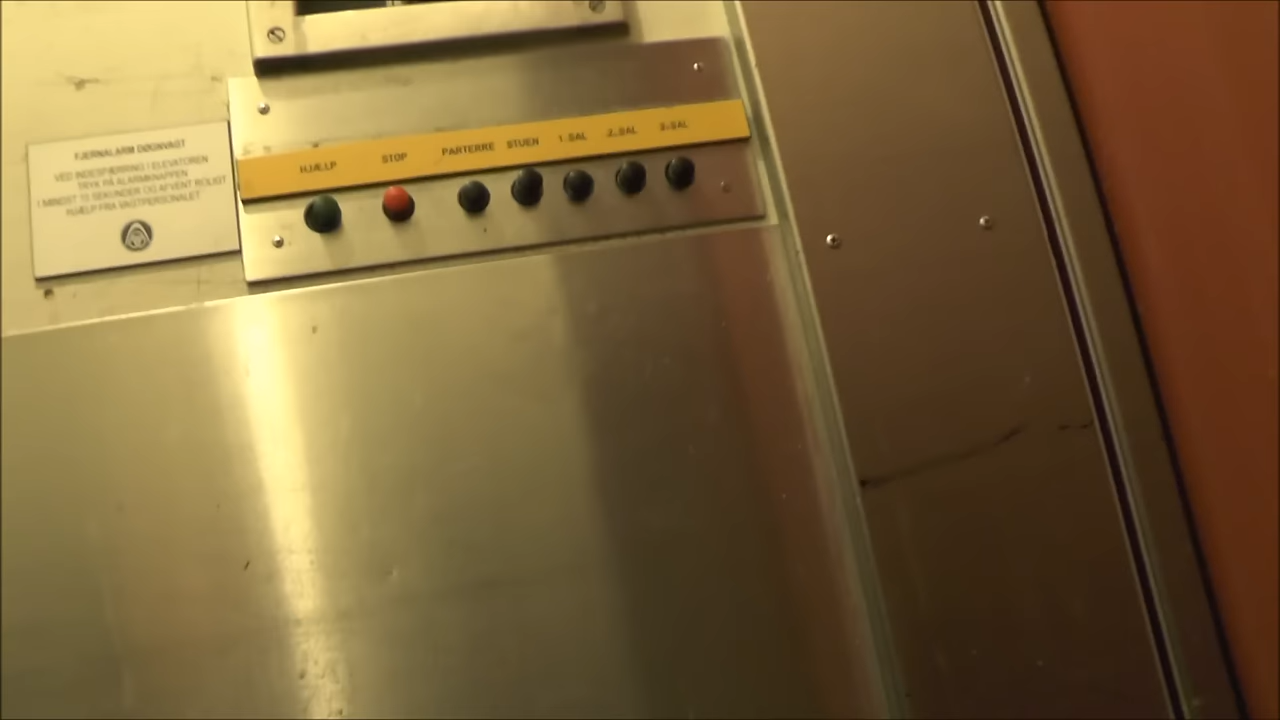 FJERNALARM DØGNVAGT
VED INDESPÆRRING I ELEVATOREN
TRYK PÅ ALARMKNAPPEN
I MINDST 15 SEKUNDER OG AFVENT ROLIGT
HJÆLP FRA VAGTPERSONALET
HJÆLP STOP PARTERRE STUEN 1.SAL 2.SAL 3.SAL